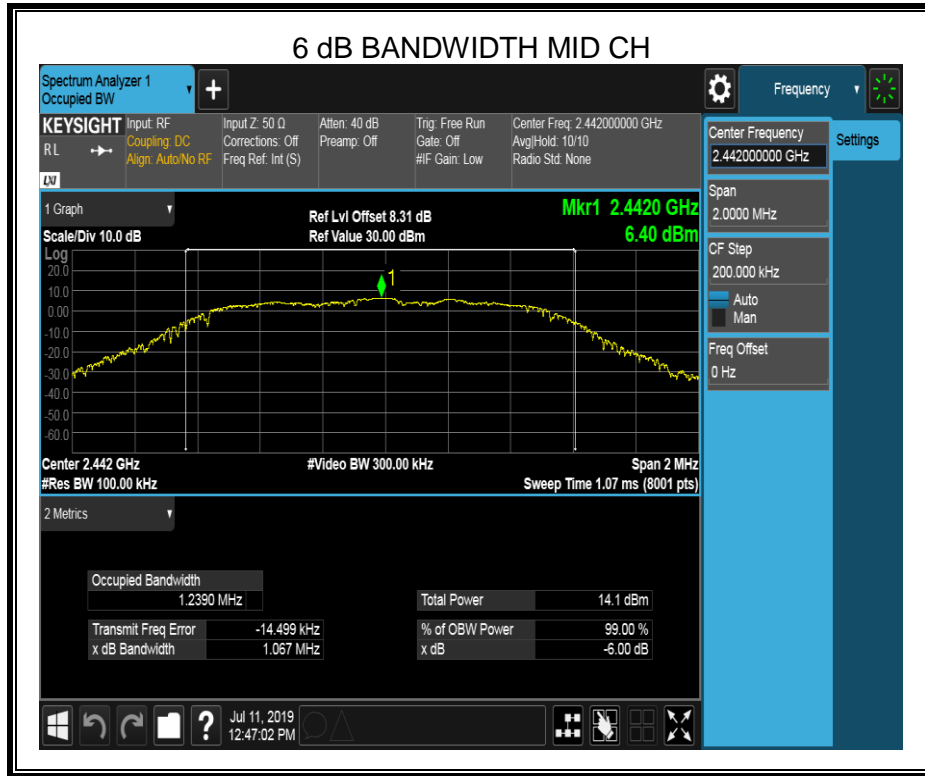 6 dB BANDWIDTH MID CH
Spectrum Analyzer 1
Occupied BW
+
Frequency
KEYSIGHT
RL
LXI
Input: RF
Coupling: DC
Align: Auto/No RF
Input Z: 50 Ω
Corrections: Off
Freq Ref: Int (S)
Atten: 40 dB
Preamp: Off
Trig: Free Run
Gate: Off
#IF Gain: Low
Center Freq: 2.442000000 GHz
Avg|Hold: 10/10
Radio Std: None
Center Frequency
2.442000000 GHz
Settings
Span
2.0000 MHz
CF Step
200.000 kHz
Auto
Man
Freq Offset
0 Hz
1 Graph
Scale/Div 10.0 dB
Ref Lvl Offset 8.31 dB
Ref Value 30.00 dBm
Mkr1 2.4420 GHz
6.40 dBm
Log
20.0
10.0
0.00
-10.0
-20.0
-30.0
-40.0
-50.0
-60.0
1
Center 2.442 GHz
#Res BW 100.00 kHz
#Video BW 300.00 kHz
Span 2 MHz
Sweep Time 1.07 ms (8001 pts)
2 Metrics
Occupied Bandwidth
1.2390 MHz
Total Power 14.1 dBm
Transmit Freq Error -14.499 kHz
% of OBW Power 99.00 %
x dB Bandwidth 1.067 MHz
x dB -6.00 dB
?
Jul 11, 2019
12:47:02 PM